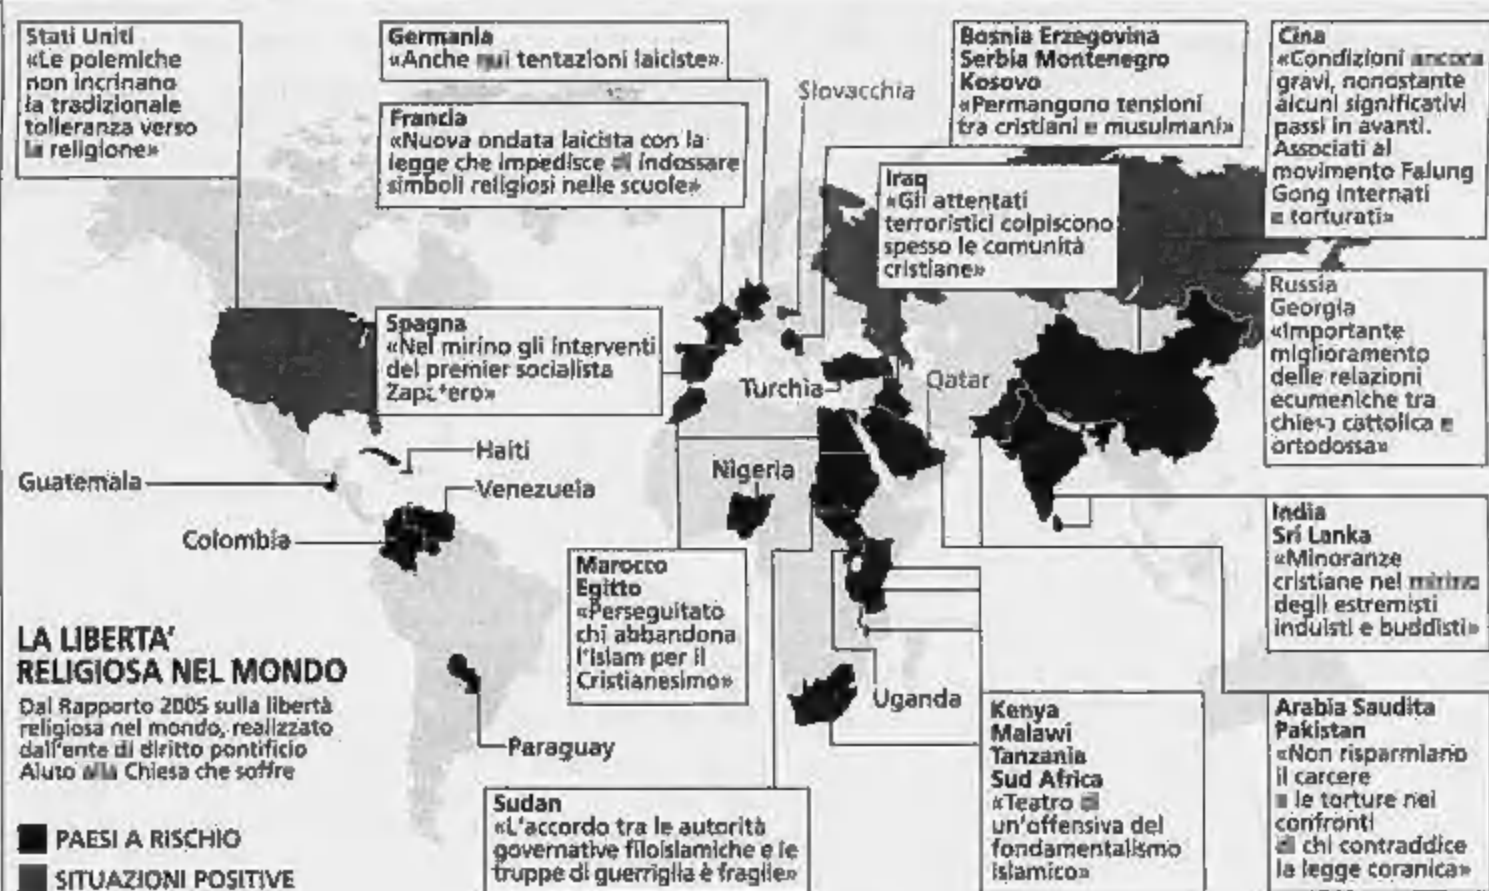 Stati Uniti
«Le polemiche
non incrinano
la tradizionale
tolleranza verso
la religione»
Germania
«Anche qui tentazioni laiciste»
Francia
«Nuova ondata laicista con la
legge che impedisce di indossare
simboli religiosi nelle scuole»
Slovacchia
Bosnia Erzegovina
Serbia Montenegro
Kosovo
«Permangono tensioni
tra cristiani e musulmani»
Cina
«Condizioni ancora
gravi, nonostante
alcuni significativi
passi in avanti.
Associati al
movimento Falung
Gong internati
e torturati»
Iraq
«Gli attentati
terroristici colpiscono
spesso le comunità
cristiane»
Russia
Georgia
«Importante
miglioramento
delle relazioni
ecumeniche tra
chiesa cattolica e
ortodossa»
Spagna
«Nel mirino gli interventi
del premier socialista
Zapatero»
Turchia
Qatar
Haiti
Guatemala
Venezuela
Nigeria
Colombia
India
Sri Lanka
«Minoranze
cristiane nel mirino
degli estremisti
induisti e buddisti»
Marocco
Egitto
«Perseguitato
chi abbandona
l'islam per il
Cristianesimo»
LA LIBERTA'
RELIGIOSA NEL MONDO
Dal Rapporto 2005 sulla libertà
religiosa nel mondo, realizzato
dall'ente di diritto pontificio
Aiuto alla Chiesa che soffre
Uganda
Paraguay
Kenya
Malawi
Tanzania
Sud Africa
«Teatro di
un'offensiva del
fondamentalismo
islamico»
Arabia Saudita
Pakistan
«Non risparmiano
il carcere
e le torture nei
confronti
di chi contraddice
la legge coranica»
Sudan
«L'accordo tra le autorità
governative filoislamiche e le
truppe di guerriglia è fragile»
PAESI A RISCHIO
SITUAZIONI POSITIVE